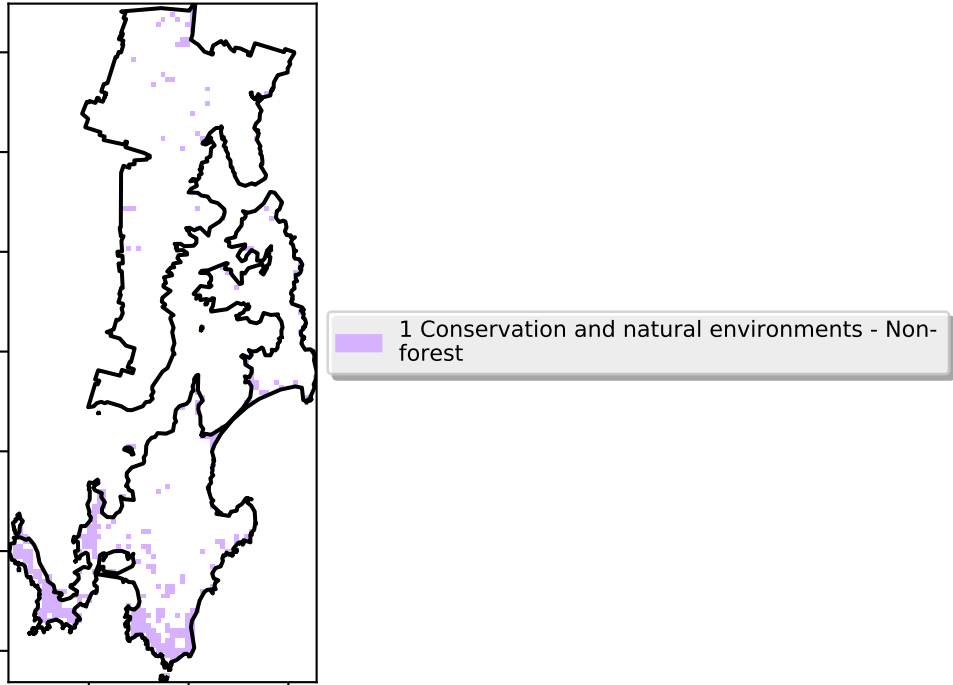 1 Conservation and natural environments - Non-
forest